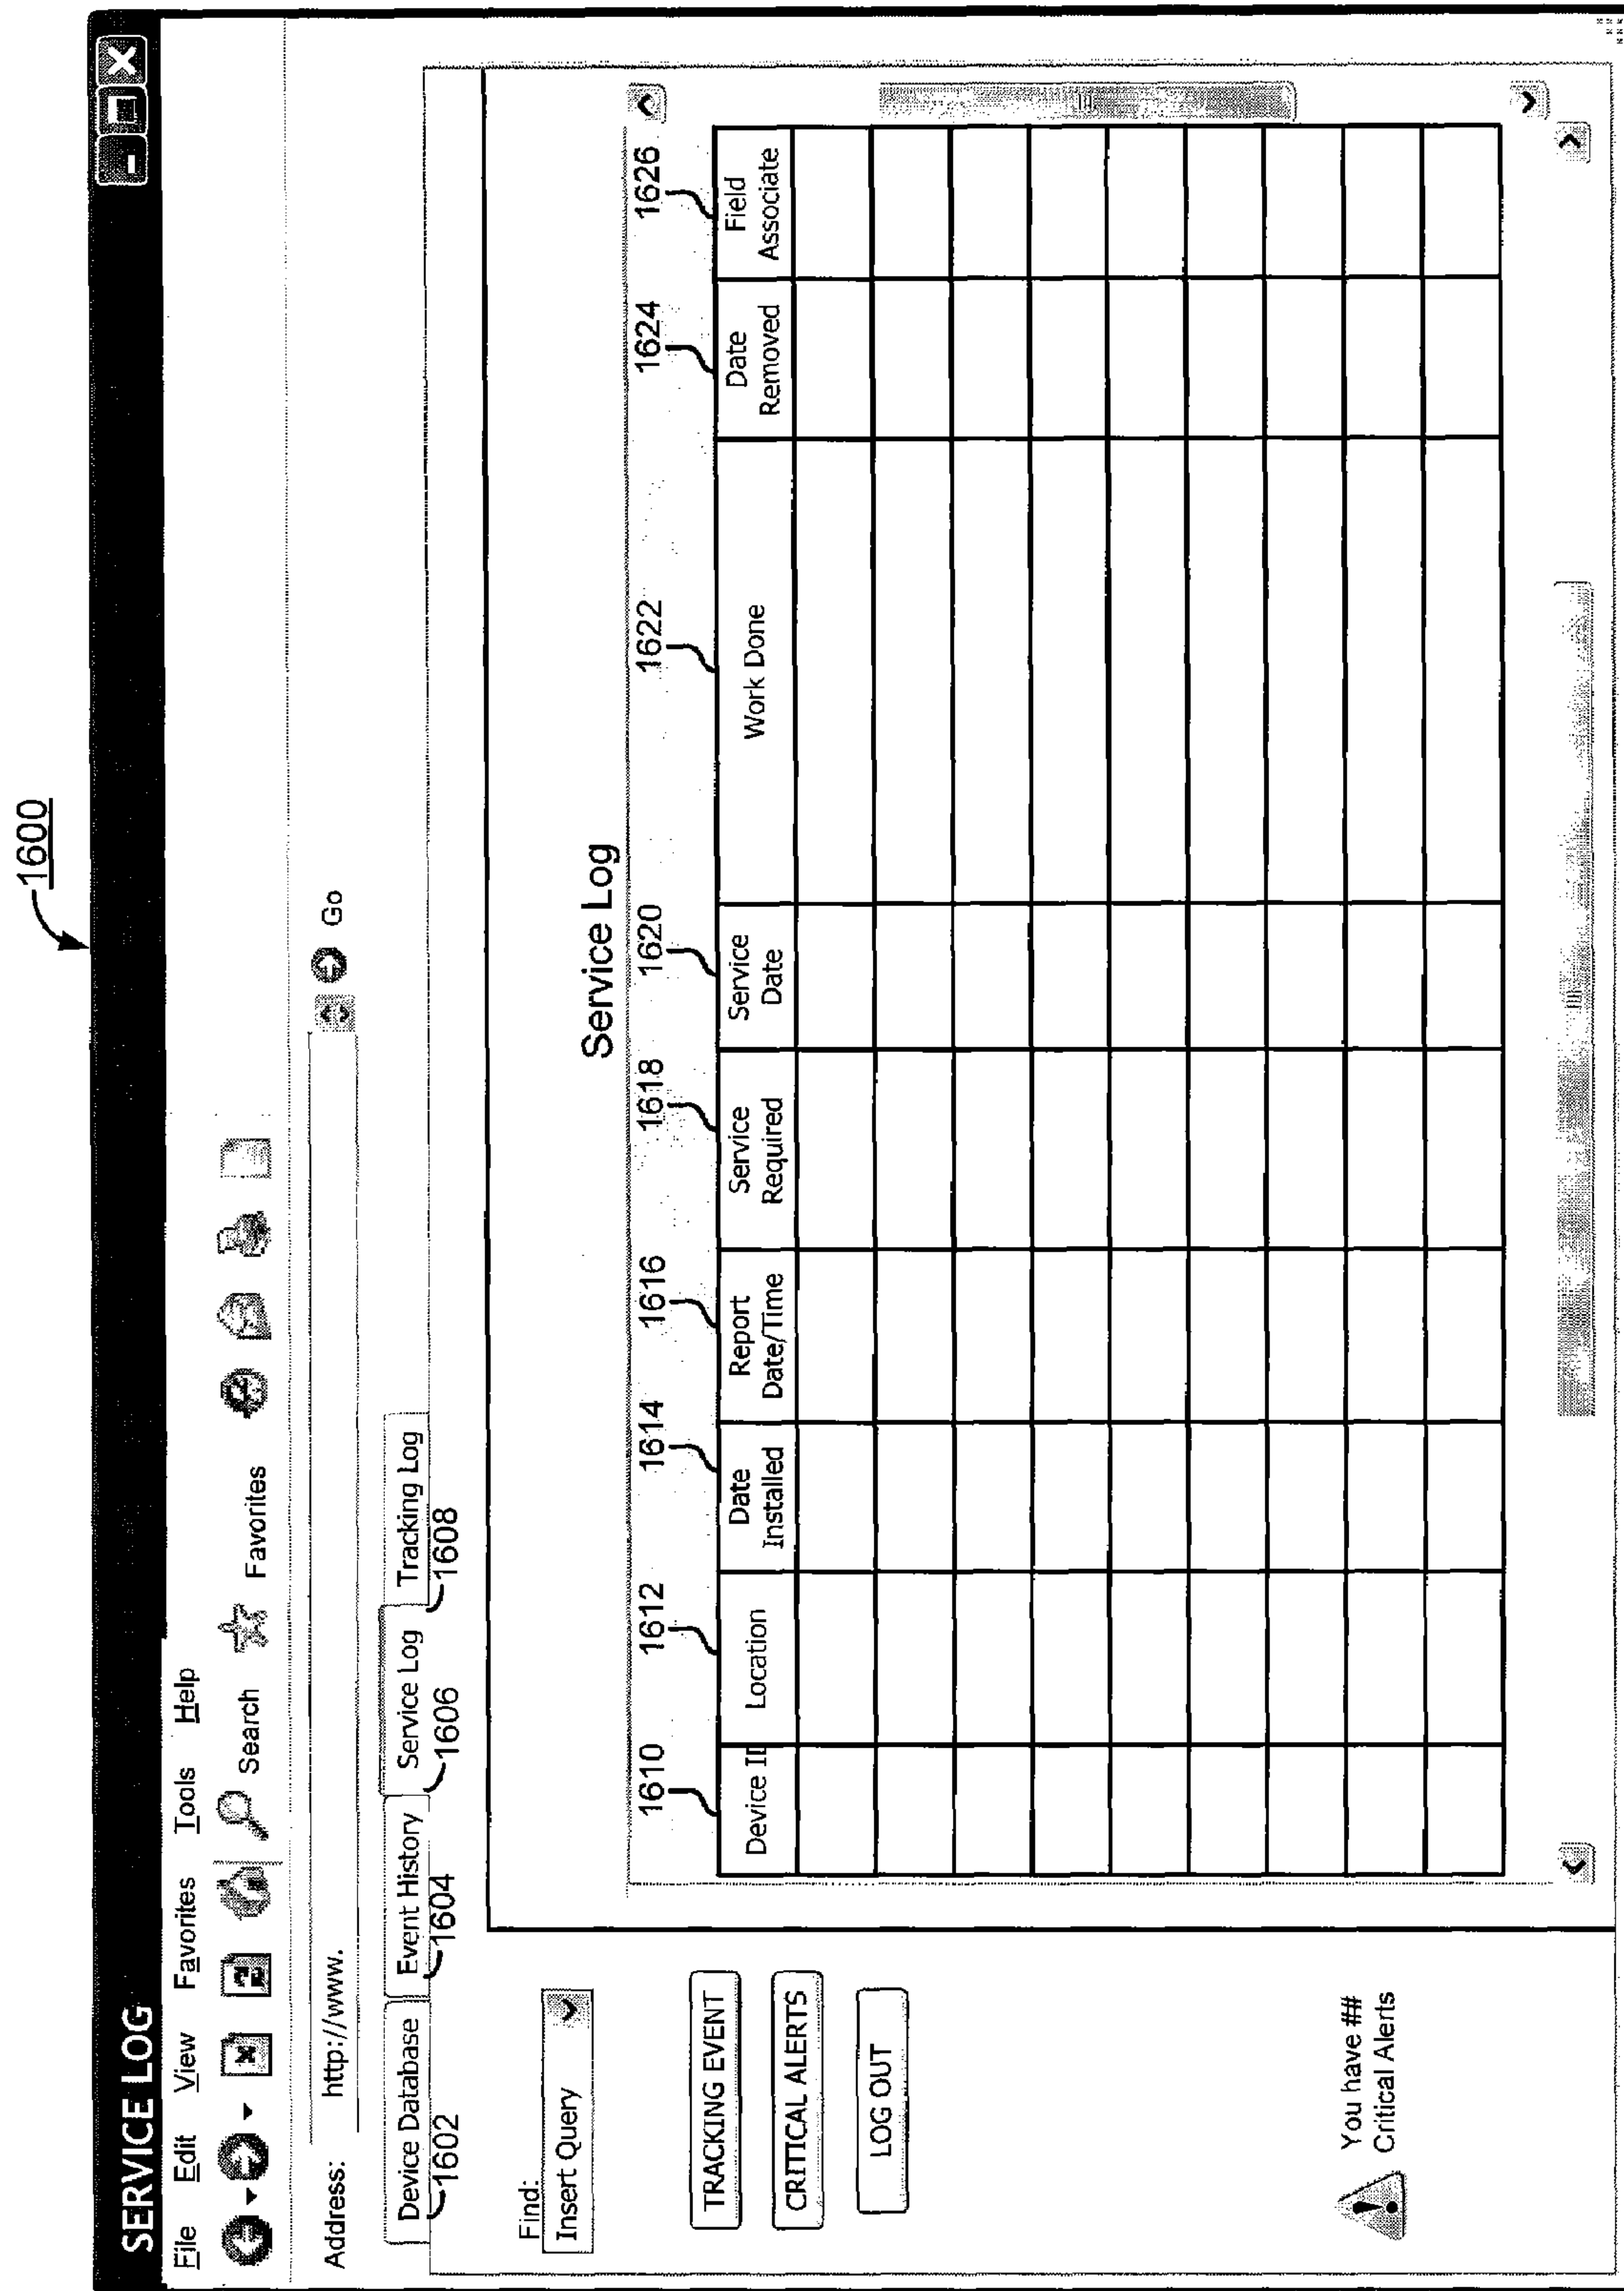 1600
SERVICE LOG
File Edit View Favorites Tools Help
Search Favorites
Address: http://www. Go
Device Database Event History Service Log Tracking Log
1602 1604 1606 1608
Find:
Insert Query
TRACKING EVENT
CRITICAL ALERTS
LOG OUT
You have ##
Critical Alerts
Service Log
1610 1612 1614 1616 1618 1620 1622 1624 1626
Device ID
Location
Date
Installed
Report
Date/Time
Service
Required
Service
Date
Work Done
Date
Removed
Field
Associate